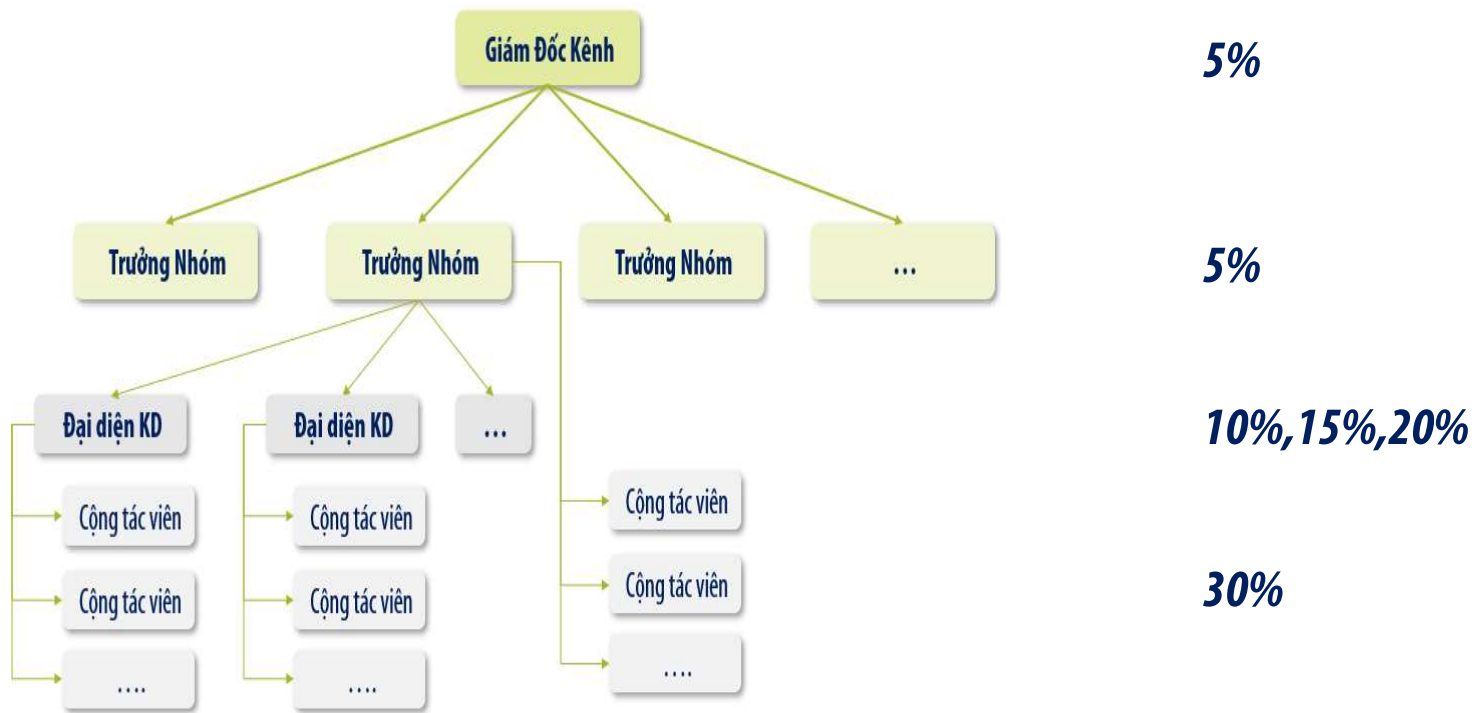 Giám Đốc Kênh
5%
Trưởng Nhóm
Trưởng Nhóm
Trưởng Nhóm
...
5%
Đại diện KD
Đại diện KD
...
10%,15%,20%
Cộng tác viên
Cộng tác viên
Cộng tác viên
Cộng tác viên
Cộng tác viên
Cộng tác viên
30%
....
....
....